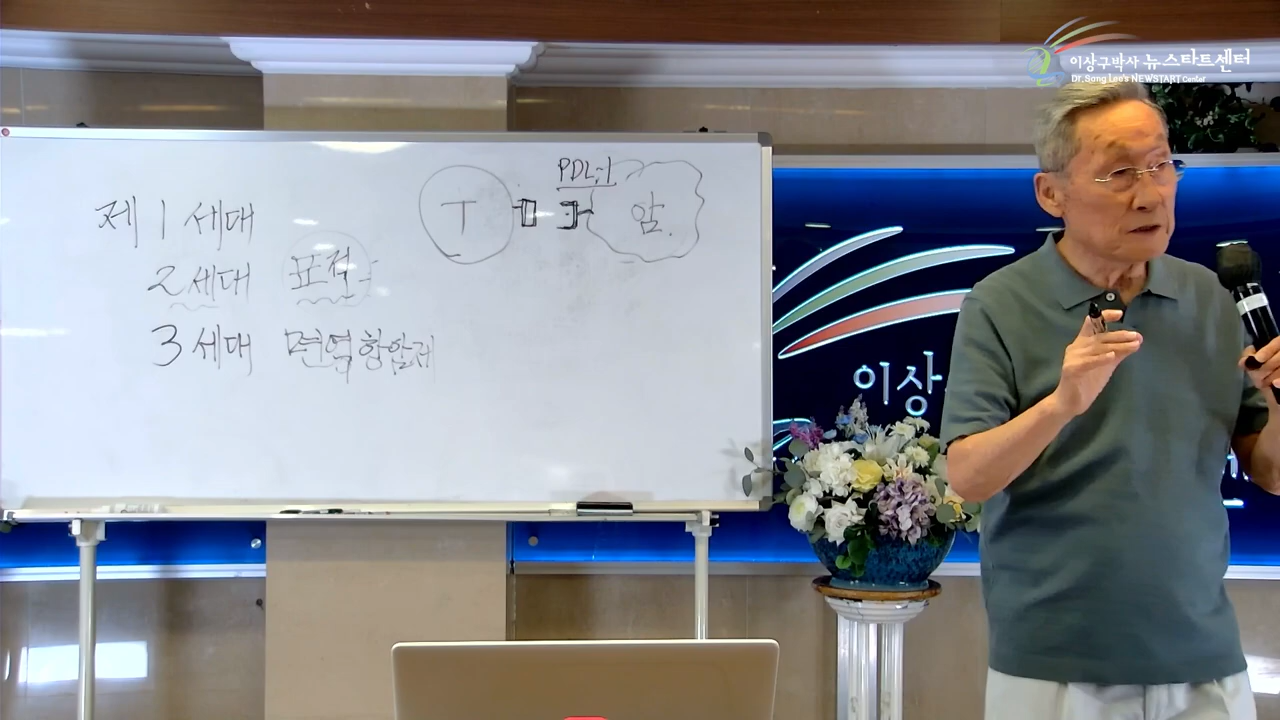 이상구박사 뉴스타트센터
Dr. Sang Lee's NEWSTART Center
제 1 세대
2 세대 표적
3 세대 면역항암제
T
PDL-1
암
이상